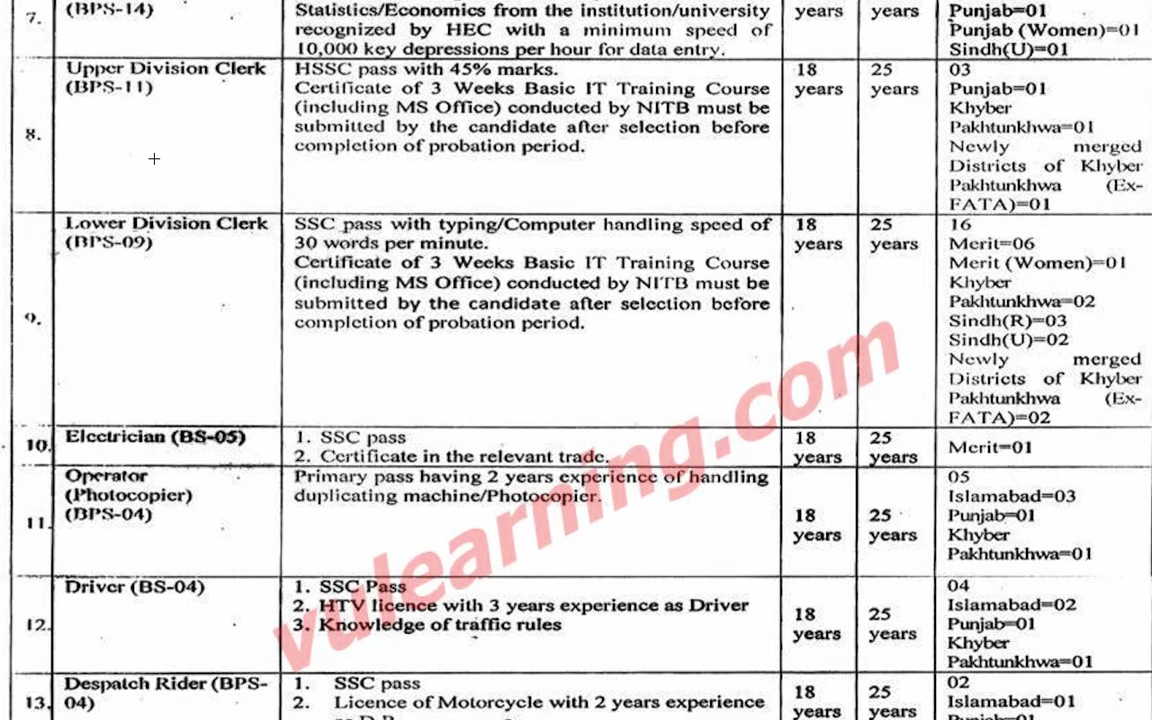 7.
(BPS-14)
Statistics/Economics from the institution/university
recognized by HEC with a minimum speed of
10,000 key depressions per hour for data entry.
years
years
Punjab=01
Punjab (Women)=01
Sindh(U)=01
8.
Upper Division Clerk
(BPS-11)
HSSC pass with 45% marks.
Certificate of 3 Weeks Basic IT Training Course
(including MS Office) conducted by NITB must be
submitted by the candidate after selection before
completion of probation period.
18
years
25
years
03
Punjab=01
Khyber
Pakhtunkhwa=01
Newly merged
Districts of Khyber
Pakhtunkhwa (Ex-
FATA)=01
9.
Lower Division Clerk
(BPS-09)
SSC pass with typing/Computer handling speed of
30 words per minute.
Certificate of 3 Weeks Basic IT Training Course
(including MS Office) conducted by NITB must be
submitted by the candidate after selection before
completion of probation period.
18
years
25
years
16
Merit=06
Merit (Women)=01
Khyber
Pakhtunkhwa=02
Sindh(R)=03
Sindh(U)=02
Newly merged
Districts of Khyber
Pakhtunkhwa (Ex-
FATA)=02
10.
Electrician (BS-05)
1. SSC pass
2. Certificate in the relevant trade.
18
years
25
years
Merit=01
11.
Operator
(Photocopier)
(BPS-04)
Primary pass having 2 years experience of handling
duplicating machine/Photocopier.
18
years
25
years
05
Islamabad=03
Punjab=01
Khyber
Pakhtunkhwa=01
12.
Driver (BS-04)
1. SSC Pass
2. HTV licence with 3 years experience as Driver
3. Knowledge of traffic rules
18
years
25
years
04
Islamabad=02
Punjab=01
Khyber
Pakhtunkhwa=01
13.
Despatch Rider (BPS-
04)
1. SSC pass
2. Licence of Motorcycle with 2 years experience
18
years
25
years
02
Islamabad=01
Punjab=01
vulearning.com